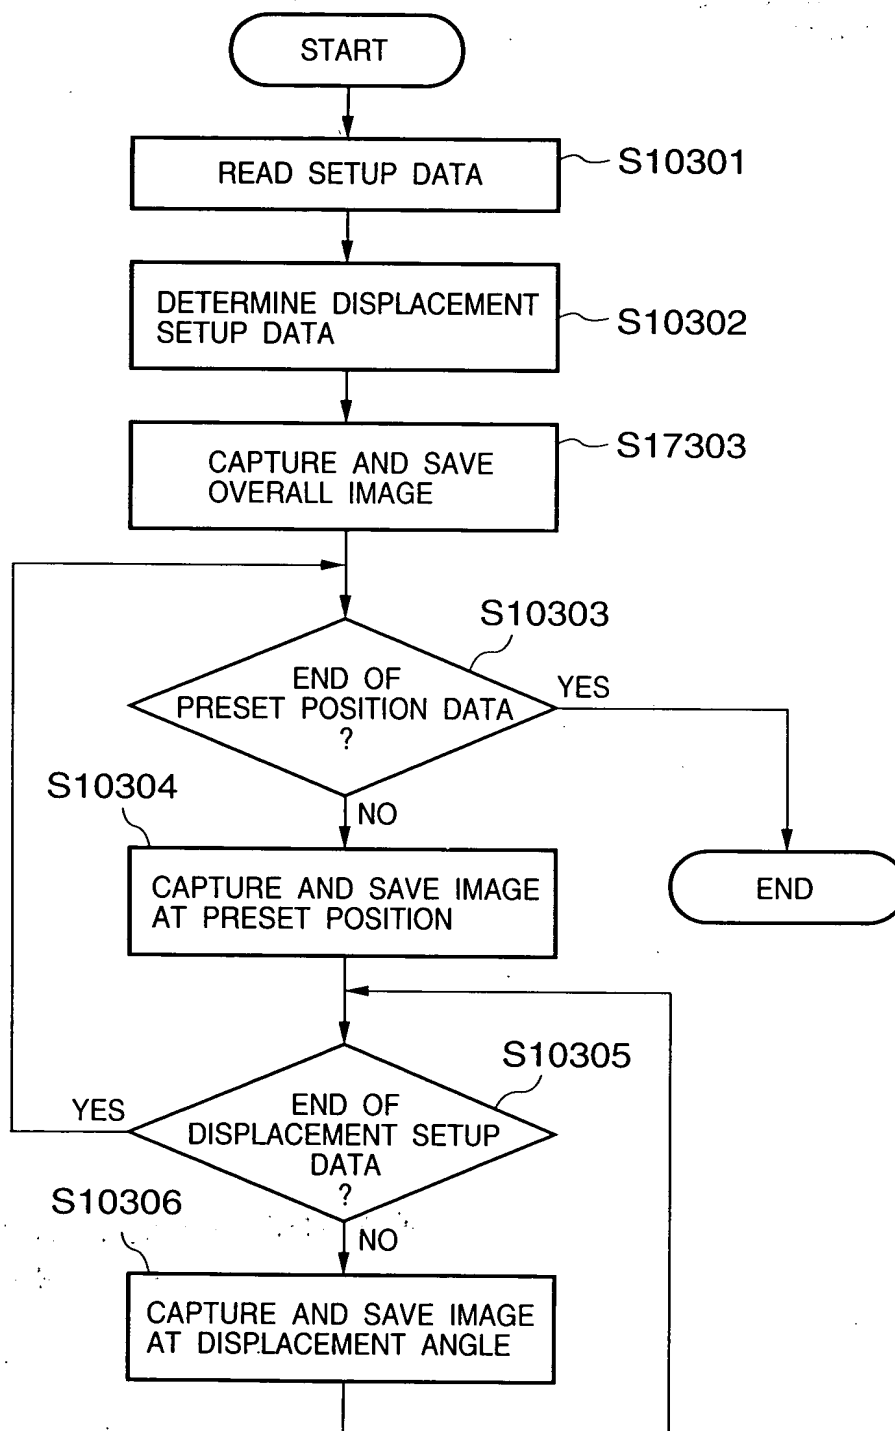 START
READ SETUP DATA
S10301
DETERMINE DISPLACEMENT
SETUP DATA
S10302
CAPTURE AND SAVE
OVERALL IMAGE
S17303
S10303
END OF
PRESET POSITION DATA
?
YES
S10304
NO
CAPTURE AND SAVE IMAGE
AT PRESET POSITION
END
S10305
YES
END OF
DISPLACEMENT SETUP
DATA
?
S10306
NO
CAPTURE AND SAVE IMAGE
AT DISPLACEMENT ANGLE